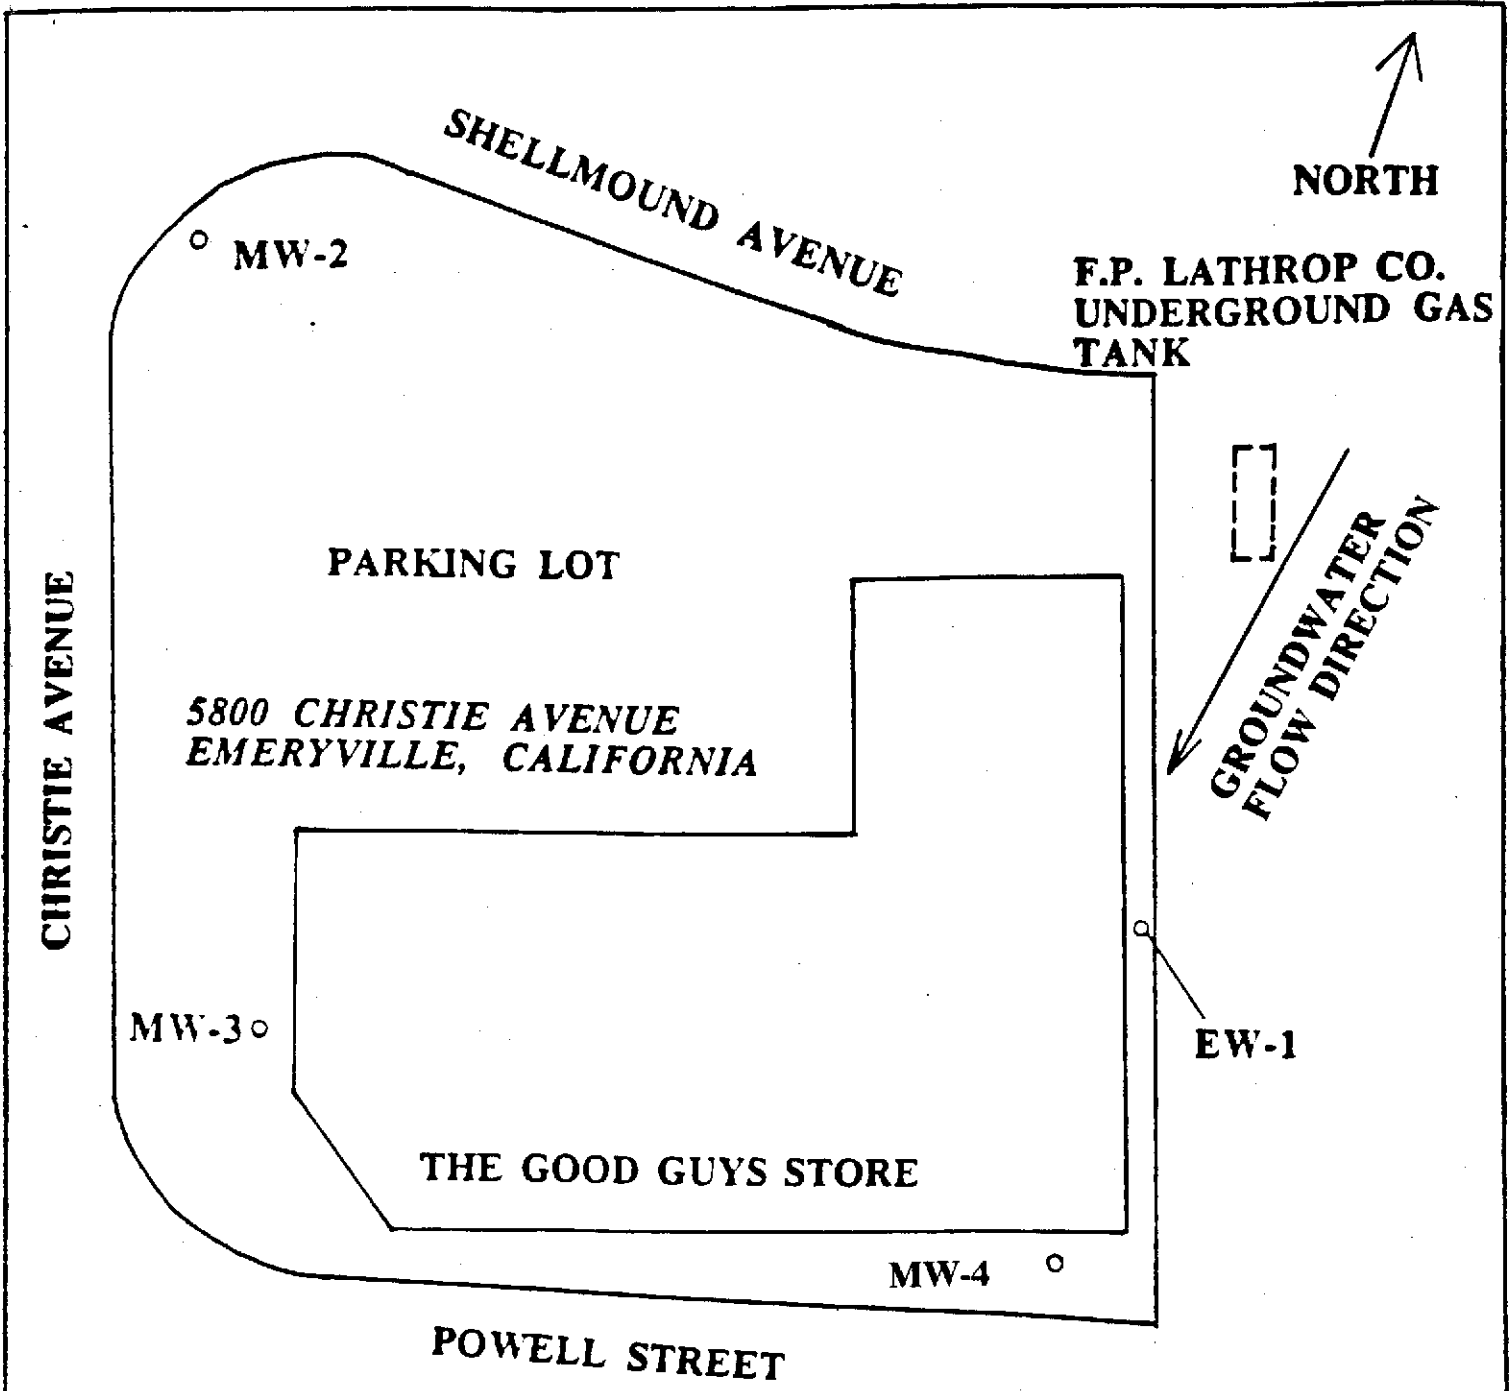 SHELLMOUND AVENUE
NORTH
MW-2
F.P. LATHROP CO.
UNDERGROUND GAS
TANK
PARKING LOT
GROUNDWATER
FLOW DIRECTION
CHRISTIE AVENUE
5800 CHRISTIE AVENUE
EMERYVILLE, CALIFORNIA
MW-3
EW-1
THE GOOD GUYS STORE
MW-4
POWELL STREET